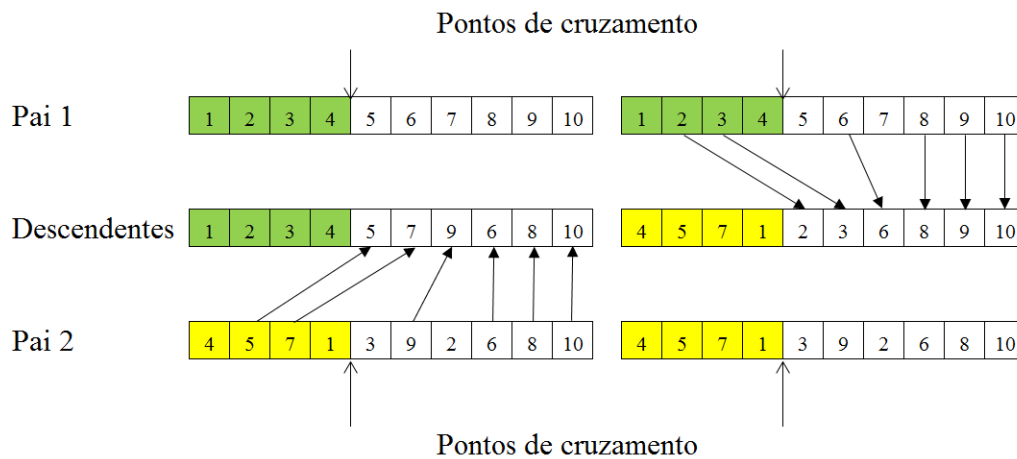 Pontos de cruzamento
Pai 1 1 2 3 4 5 6 7 8 9 10 1 2 3 4 5 6 7 8 9 10
Descendentes 1 2 3 4 5 7 9 6 8 10 4 5 7 1 2 3 6 8 9 10
Pai 2 4 5 7 1 3 9 2 6 8 10 4 5 7 1 3 9 2 6 8 10
Pontos de cruzamento